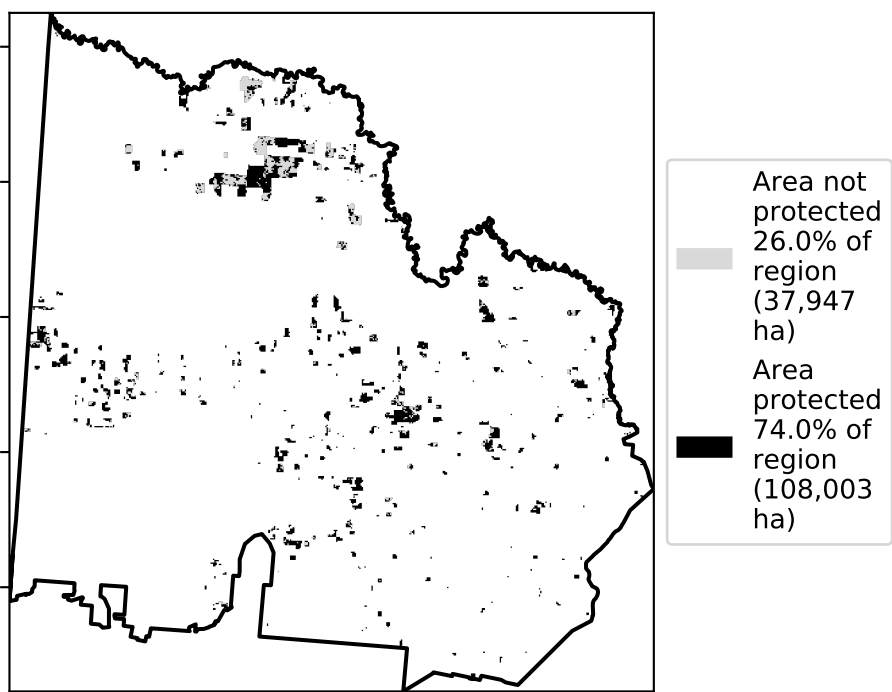 Area not
protected
26.0% of
region
(37,947
ha)
Area
protected
74.0% of
region
(108,003
ha)